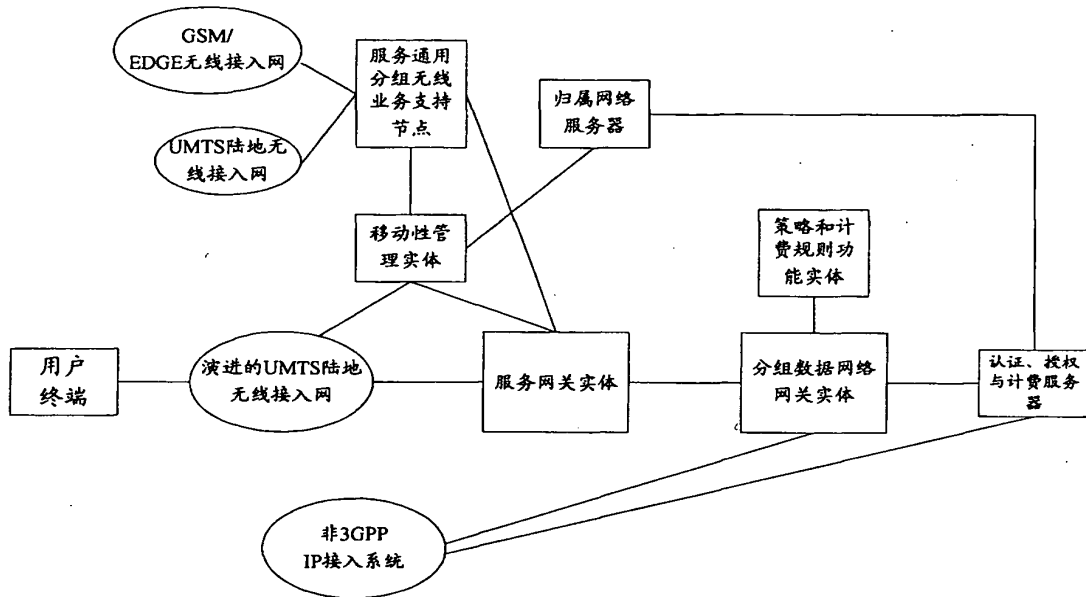 GSM/
EDGE无线接入网
服务通用
分组无线
业务支持
节点
归属网络
服务器
UMTS陆地无
线接入网
移动性管
理实体
策略和计
费规则功
能实体
用户
终端
演进的UMTS陆地
无线接入网
服务网关实体
分组数据网络
网关实体
认证、授权
与计费服务
器
非3GPP
IP接入系统